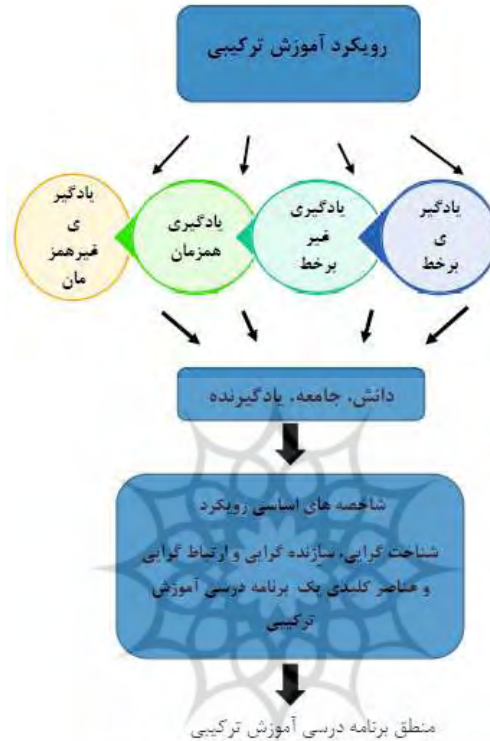 رویکرد آموزش ترکیبی
یادگیر
ی
برخط
یادگیری
غیر
برخط
یادگیری
همزمان
یادگیر
ی
غیرهمز
مان
دانش، جامعه، یادگیرنده
شاخصه های اساسی رویکرد
شناخت گرایی، سازنده گرایی و ارتباط گرایی
و عناصر کلیدی یک برنامه درسی آموزش
ترکیبی
منطق برنامه درسی آموزش ترکیبی